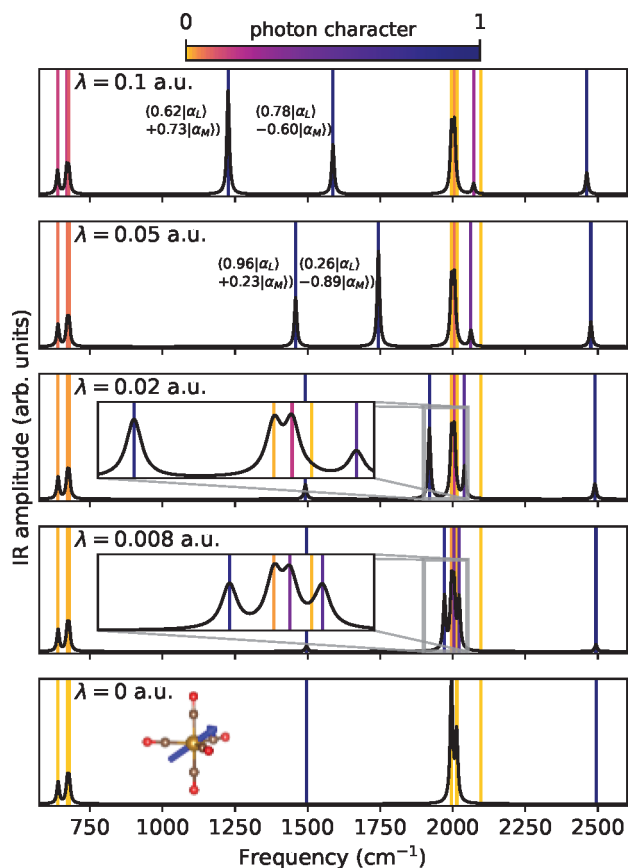 photon character
0 1
λ = 0.1 a.u.
(0.62|α_L⟩
+0.73|α_M⟩)
(0.78|α_L⟩
−0.60|α_M⟩)
λ = 0.05 a.u.
(0.96|α_L⟩
+0.23|α_M⟩)
(0.26|α_L⟩
−0.89|α_M⟩)
λ = 0.02 a.u.
λ = 0.008 a.u.
λ = 0 a.u.
IR amplitude (arb. units)
750 1000 1250 1500 1750 2000 2250 2500
Frequency (cm⁻¹)